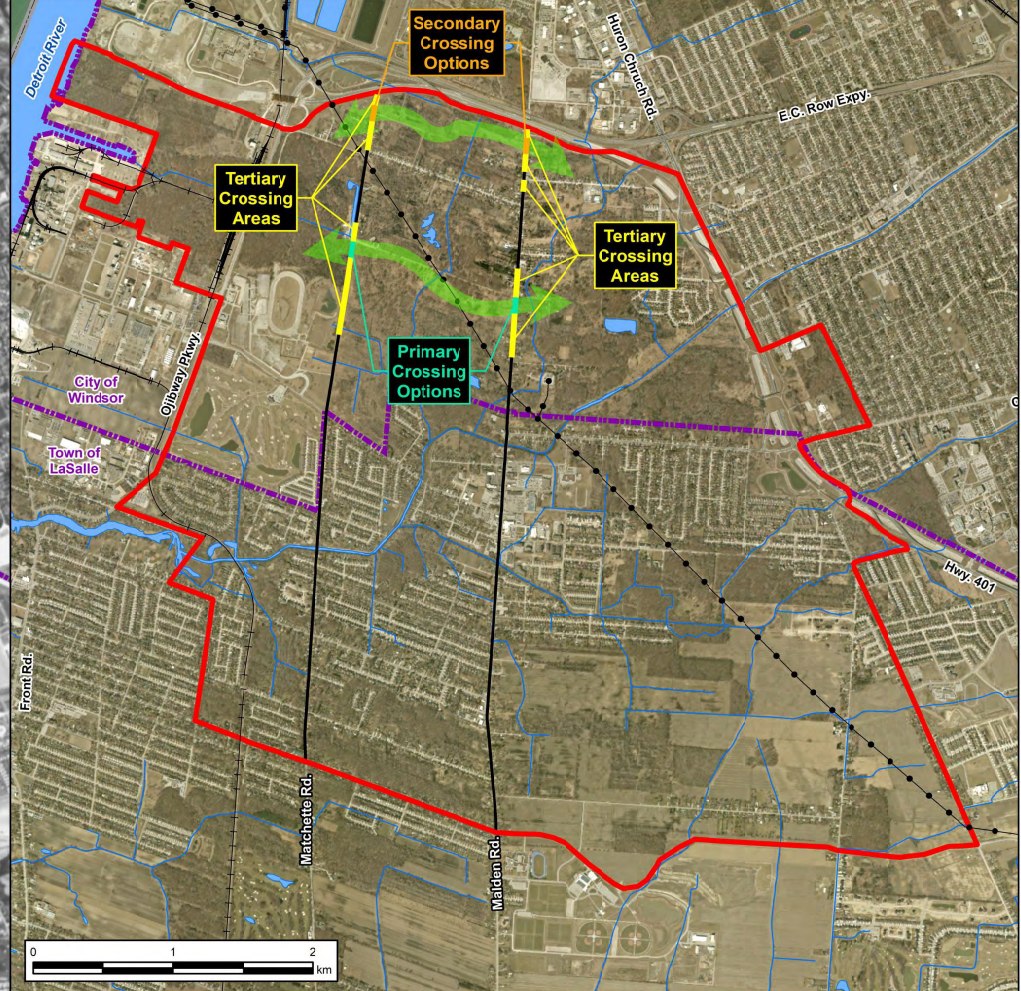 Detroit River
Secondary
Crossing
Options
Huron Chruch Rd.
E.C. Row Expy.
Tertiary
Crossing
Areas
Tertiary
Crossing
Areas
Primary
Crossing
Options
Ojibway Pkwy.
City of
Windsor
Town of
LaSalle
Hwy. 401
Front Rd.
Matchette Rd.
Malden Rd.
0 1 2
km